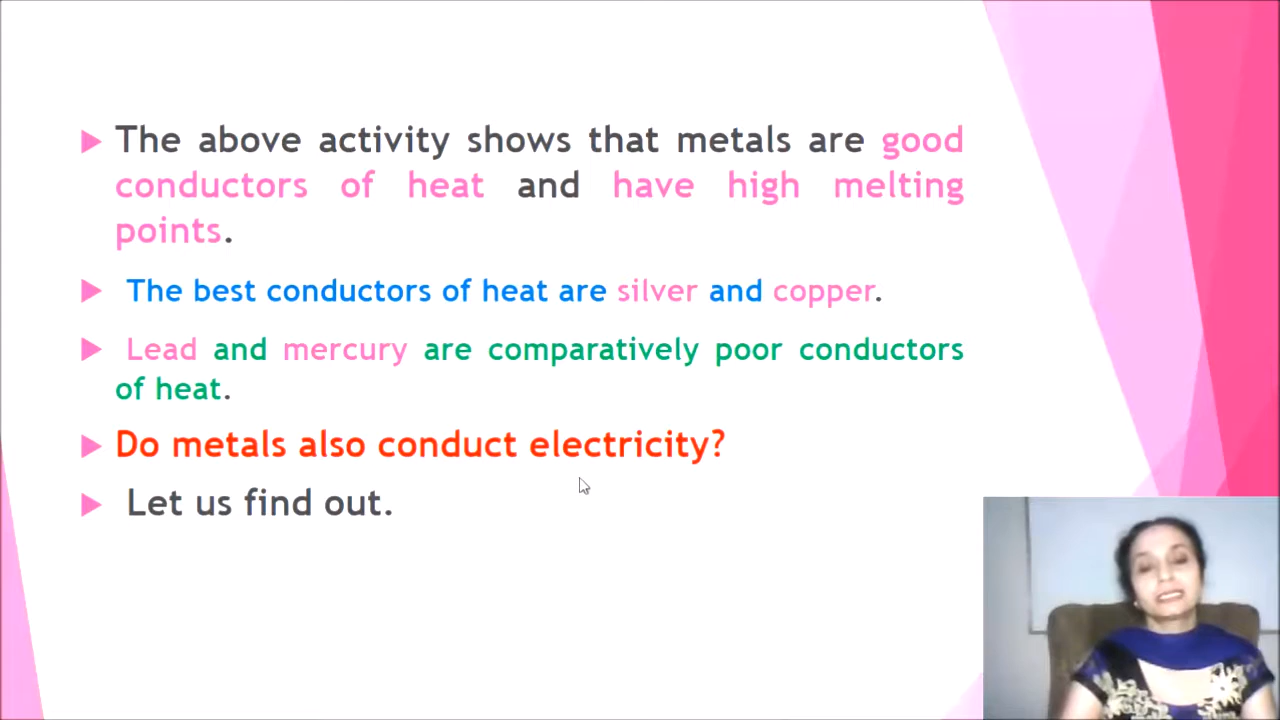 The above activity shows that metals are good
conductors of heat and have high melting
points.
The best conductors of heat are silver and copper.
Lead and mercury are comparatively poor conductors
of heat.
Do metals also conduct electricity?
Let us find out.